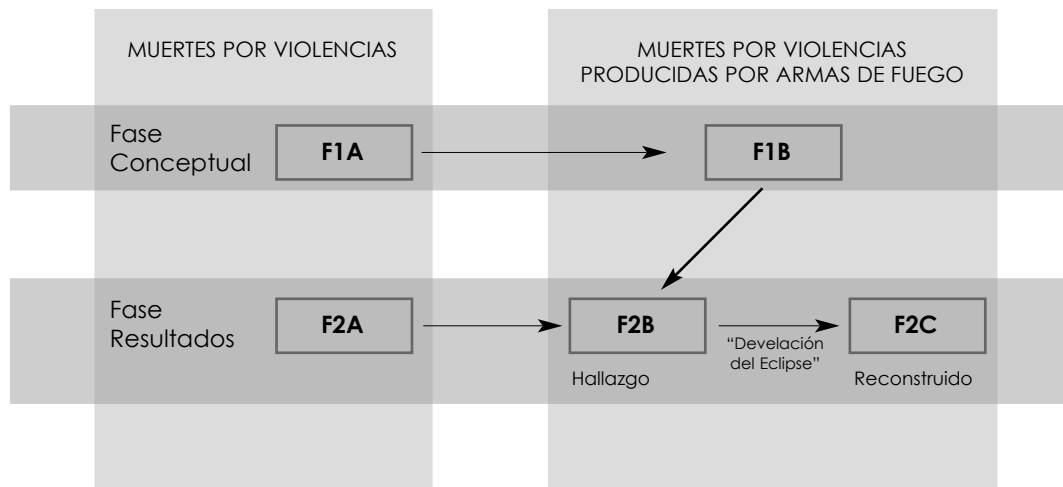 MUERTES POR VIOLENCIAS
MUERTES POR VIOLENCIAS
PRODUCIDAS POR ARMAS DE FUEGO
Fase
Conceptual
F1A
F1B
Fase
Resultados
F2A
F2B
“Develación
del Eclipse”
F2C
Hallazgo
Reconstruido